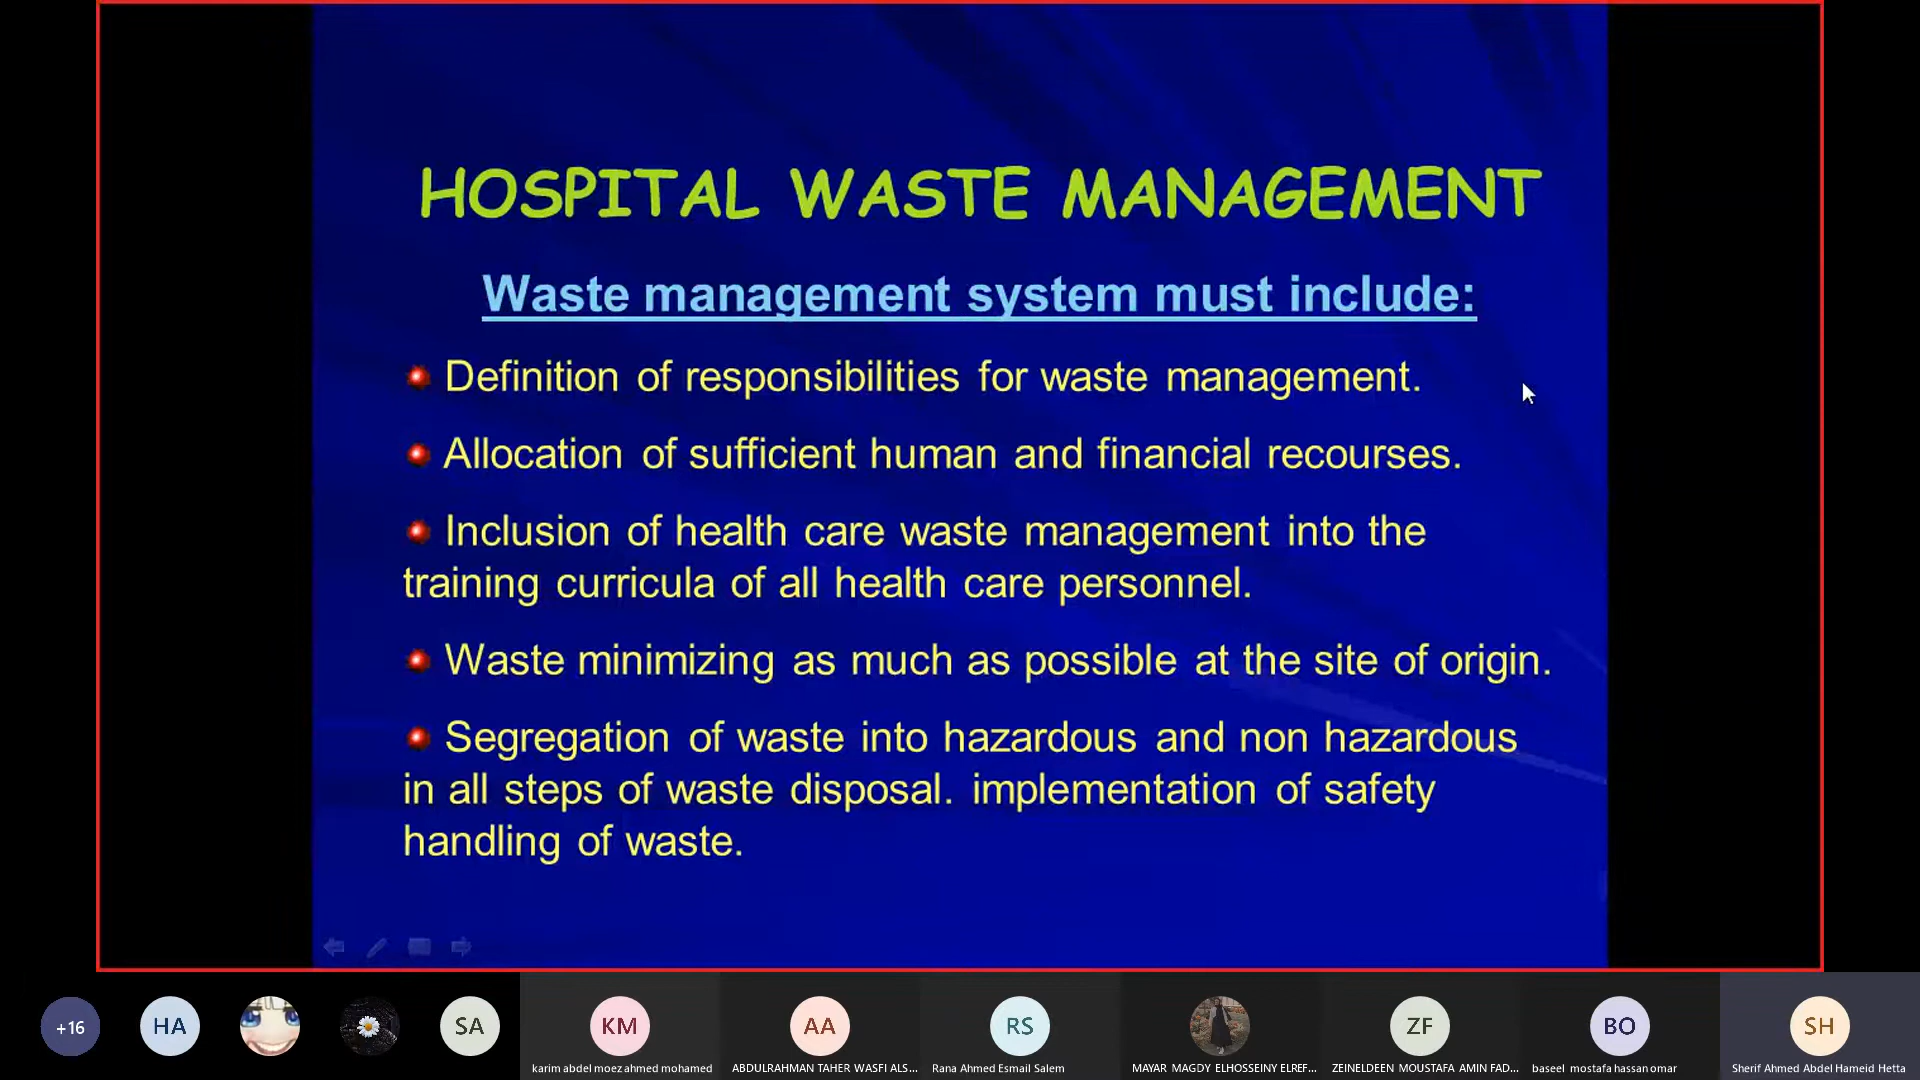 HOSPITAL WASTE MANAGEMENT
Waste management system must include:
Definition of responsibilities for waste management.
Allocation of sufficient human and financial recourses.
Inclusion of health care waste management into the
training curricula of all health care personnel.
Waste minimizing as much as possible at the site of origin.
Segregation of waste into hazardous and non hazardous
in all steps of waste disposal. implementation of safety
handling of waste.
+16
HA
SA
KM
AA
RS
ZF
BO
SH
karim abdel moez ahmed mohamed
ABDULRAHMAN TAHER WASFI ALS...
Rana Ahmed Esmail Salem
MAYAR MAGDY ELHOSSEINY ELREF...
ZEINELDEEN MOUSTAFA AMIN FAD...
baseel mostafa hassan omar
Sherif Ahmed Abdel Hameid Hetta